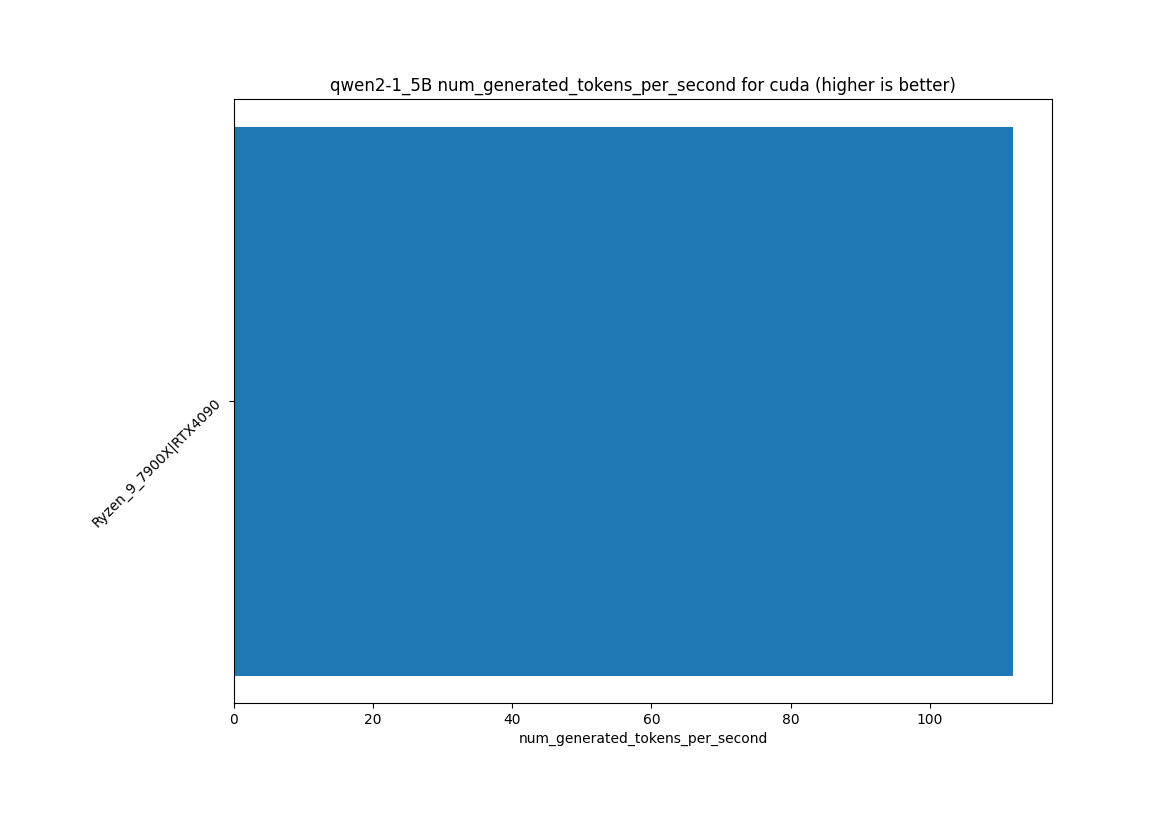 qwen2-1_5B num_generated_tokens_per_second for cuda (higher is better)
Ryzen_9_7900X|RTX4090
0 20 40 60 80 100
num_generated_tokens_per_second